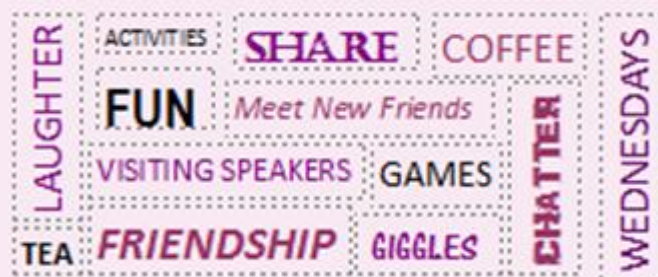 LAUGHTER
ACTIVITIES
SHARE
COFFEE
WEDNESDAYS
FUN
Meet New Friends
CHATTER
VISITING SPEAKERS
GAMES
TEA
FRIENDSHIP
GIGGLES